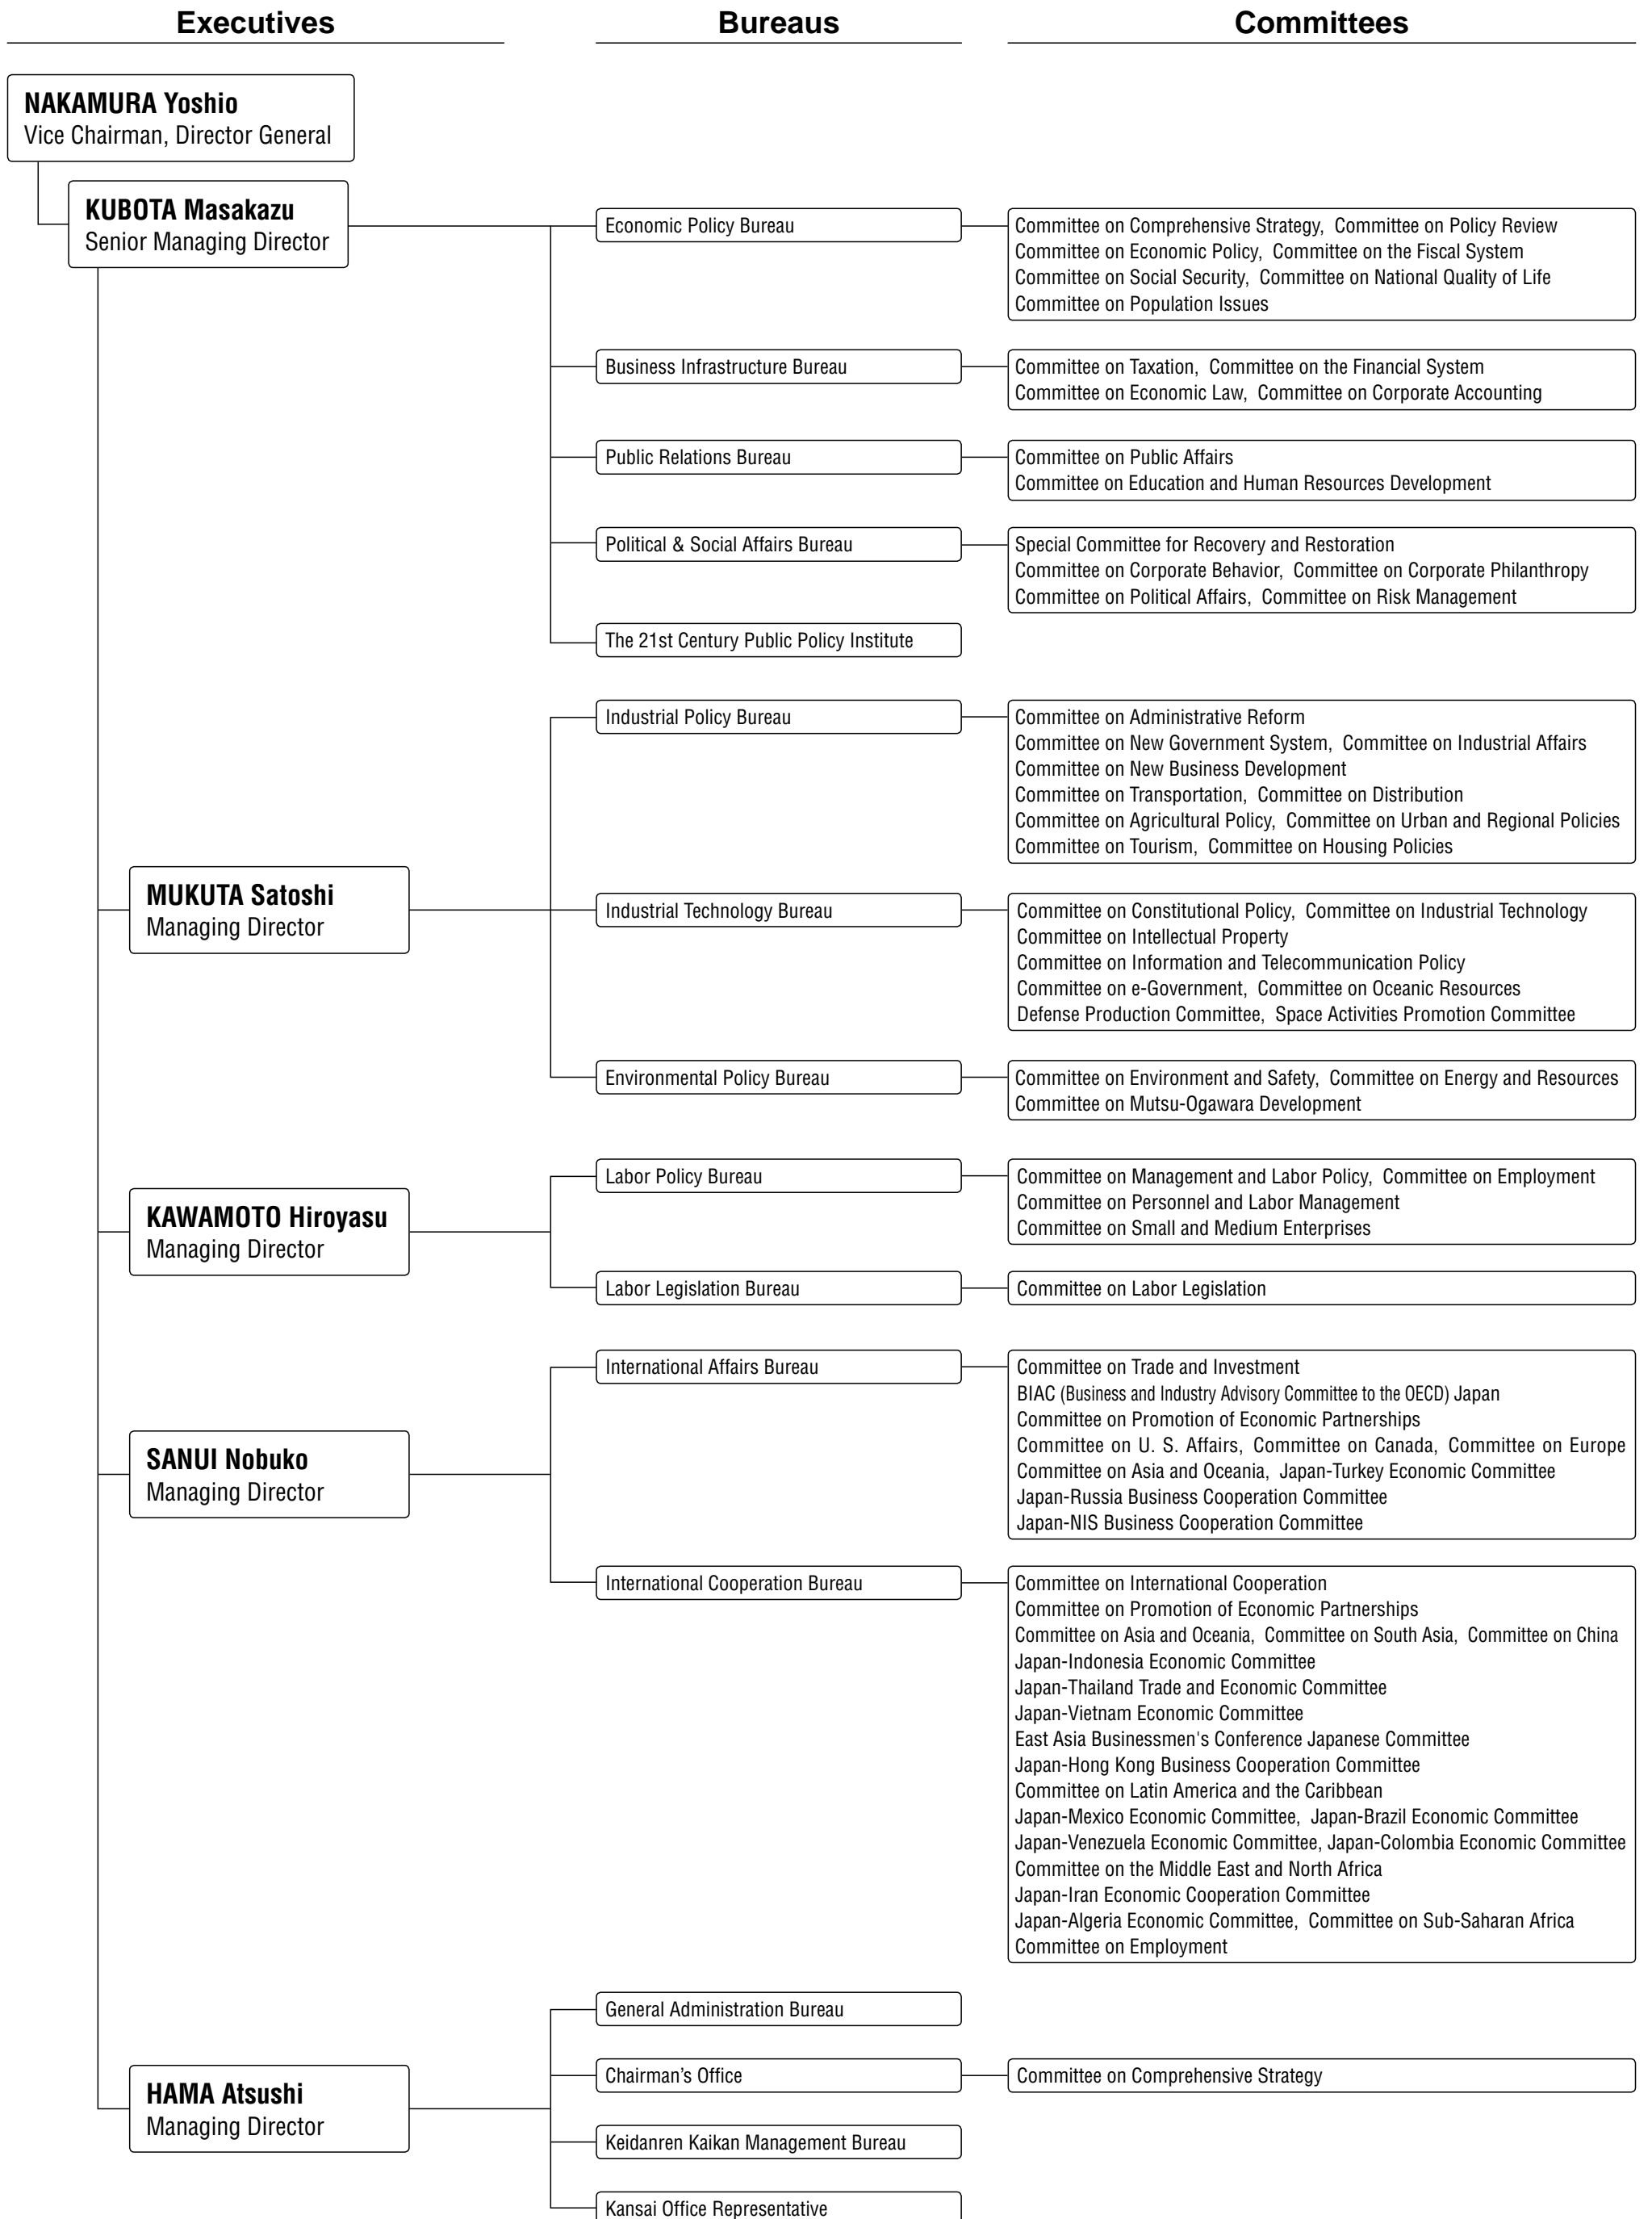 Executives
Bureaus
Committees
NAKAMURA Yoshio
Vice Chairman, Director General
KUBOTA Masakazu
Senior Managing Director
Economic Policy Bureau
Committee on Comprehensive Strategy, Committee on Policy Review
Committee on Economic Policy, Committee on the Fiscal System
Committee on Social Security, Committee on National Quality of Life
Committee on Population Issues
Business Infrastructure Bureau
Committee on Taxation, Committee on the Financial System
Committee on Economic Law, Committee on Corporate Accounting
Public Relations Bureau
Committee on Public Affairs
Committee on Education and Human Resources Development
Political & Social Affairs Bureau
Special Committee for Recovery and Restoration
Committee on Corporate Behavior, Committee on Corporate Philanthropy
Committee on Political Affairs, Committee on Risk Management
The 21st Century Public Policy Institute
MUKUTA Satoshi
Managing Director
Industrial Policy Bureau
Committee on Administrative Reform
Committee on New Government System, Committee on Industrial Affairs
Committee on New Business Development
Committee on Transportation, Committee on Distribution
Committee on Agricultural Policy, Committee on Urban and Regional Policies
Committee on Tourism, Committee on Housing Policies
Industrial Technology Bureau
Committee on Constitutional Policy, Committee on Industrial Technology
Committee on Intellectual Property
Committee on Information and Telecommunication Policy
Committee on e-Government, Committee on Oceanic Resources
Defense Production Committee, Space Activities Promotion Committee
Environmental Policy Bureau
Committee on Environment and Safety, Committee on Energy and Resources
Committee on Mutsu-Ogawara Development
KAWAMOTO Hiroyasu
Managing Director
Labor Policy Bureau
Committee on Management and Labor Policy, Committee on Employment
Committee on Personnel and Labor Management
Committee on Small and Medium Enterprises
Labor Legislation Bureau
Committee on Labor Legislation
SANUI Nobuko
Managing Director
International Affairs Bureau
Committee on Trade and Investment
BIAC (Business and Industry Advisory Committee to the OECD) Japan
Committee on Promotion of Economic Partnerships
Committee on U. S. Affairs, Committee on Canada, Committee on Europe
Committee on Asia and Oceania, Japan-Turkey Economic Committee
Japan-Russia Business Cooperation Committee
Japan-NIS Business Cooperation Committee
International Cooperation Bureau
Committee on International Cooperation
Committee on Promotion of Economic Partnerships
Committee on Asia and Oceania, Committee on South Asia, Committee on China
Japan-Indonesia Economic Committee
Japan-Thailand Trade and Economic Committee
Japan-Vietnam Economic Committee
East Asia Businessmen's Conference Japanese Committee
Japan-Hong Kong Business Cooperation Committee
Committee on Latin America and the Caribbean
Japan-Mexico Economic Committee, Japan-Brazil Economic Committee
Japan-Venezuela Economic Committee, Japan-Colombia Economic Committee
Committee on the Middle East and North Africa
Japan-Iran Economic Cooperation Committee
Japan-Algeria Economic Committee, Committee on Sub-Saharan Africa
Committee on Employment
HAMA Atsushi
Managing Director
General Administration Bureau
Chairman’s Office
Committee on Comprehensive Strategy
Keidanren Kaikan Management Bureau
Kansai Office Representative